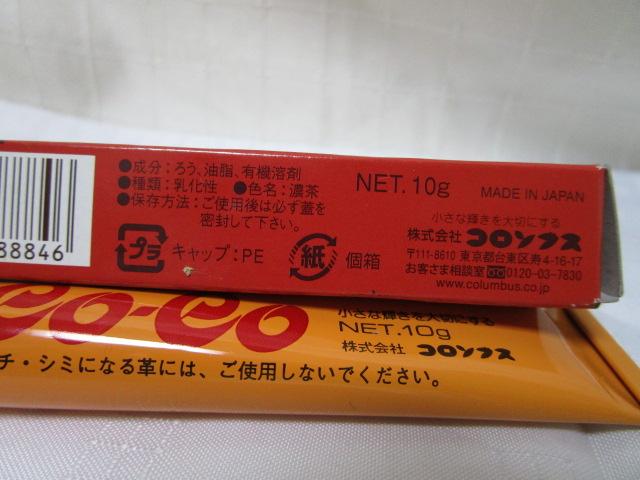 ●成分：ろう、油脂、有機溶剤
●種類：乳化性　●色名：濃茶
●保存方法：ご使用後は必ず蓋を
密封して下さい。
プラ キャップ：PE 紙 個箱
88846
NET. 10g
MADE IN JAPAN
小さな輝きを大切にする
株式会社 コロンブス
〒111-8610 東京都台東区寿4-16-17
お客さま相談室 0120-03-7830
www.columbus.co.jp
co-co
小さな輝きを大切にする
NET. 10g
株式会社 コロンブス
チ・シミになる革には、ご使用しないでください。